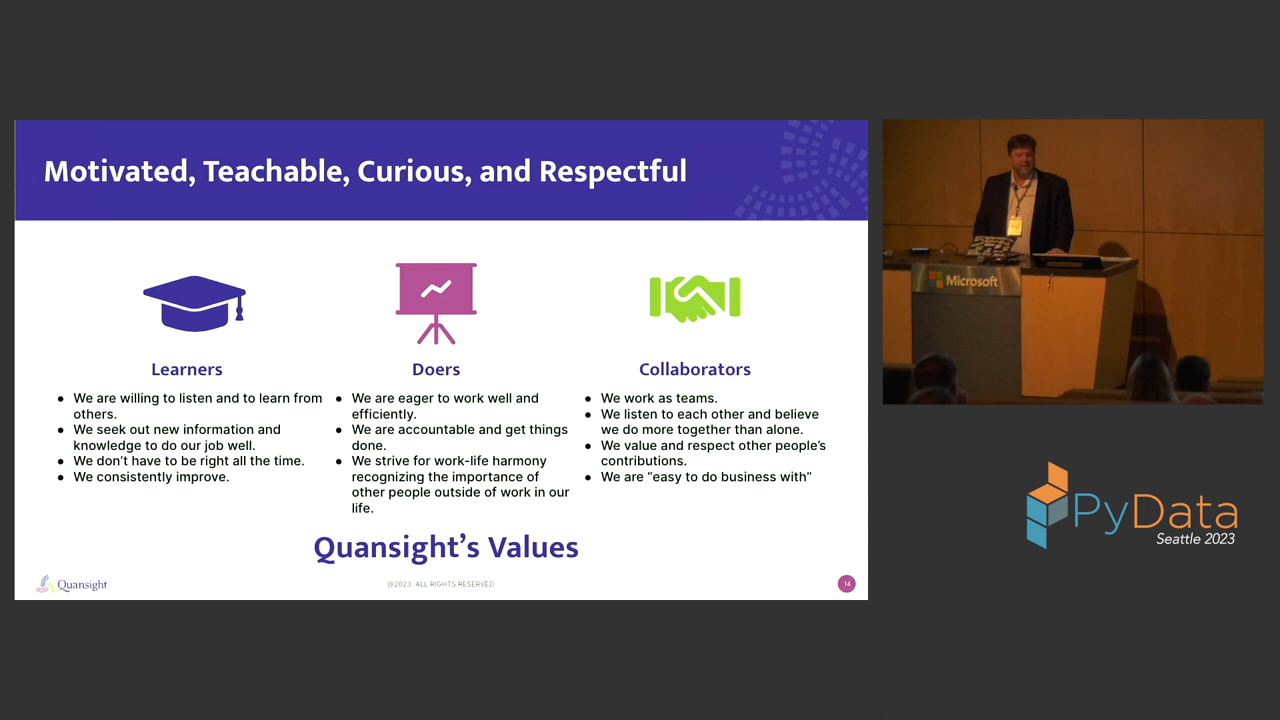 Motivated, Teachable, Curious, and Respectful
Learners
● We are willing to listen and to learn from
others.
● We seek out new information and
knowledge to do our job well.
● We don’t have to be right all the time.
● We consistently improve.
Doers
● We are eager to work well and
efficiently.
● We are accountable and get things
done.
● We strive for work-life harmony
recognizing the importance of
other people outside of work in our
life.
Collaborators
● We work as teams.
● We listen to each other and believe
we do more together than alone.
● We value and respect other people’s
contributions.
● We are “easy to do business with”
Quansight’s Values
Quansight
@2023. ALL RIGHTS RESERVED
14
Microsoft
PyData
Seattle 2023